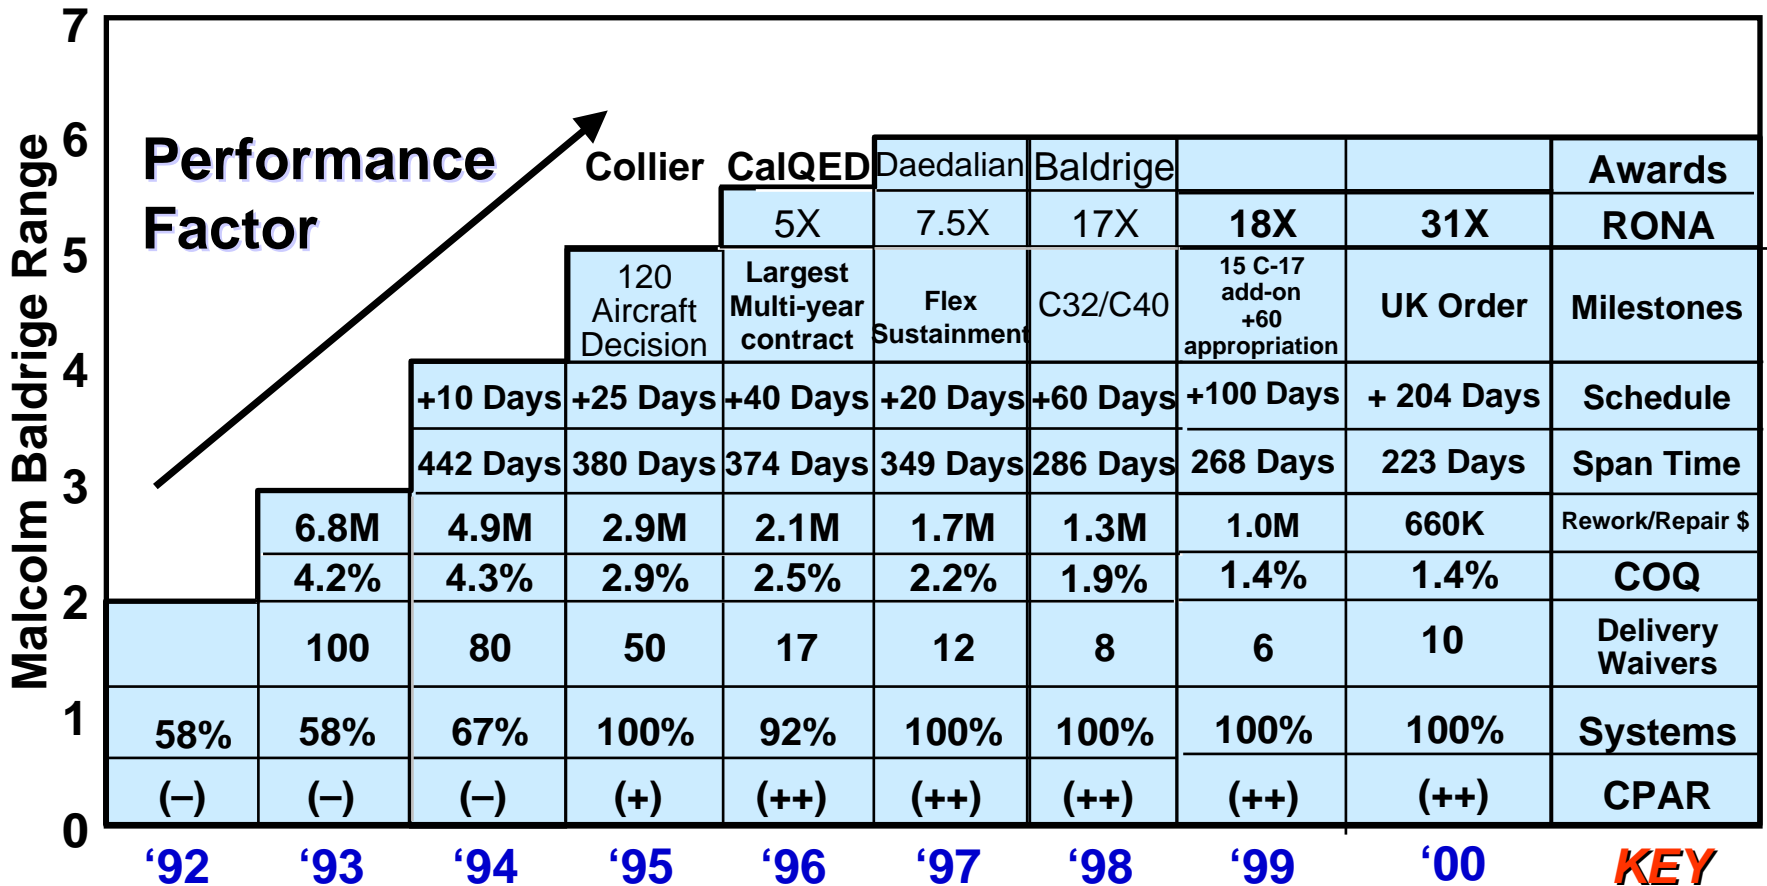 7
6
5
4
3
2
1
0
Malcolm Baldrige Range
Performance
Factor
Collier CalQED Daedalian Baldrige Awards
5X 7.5X 17X 18X 31X RONA
120
Aircraft
Decision
Largest
Multi-year
contract
Flex
Sustainment
C32/C40
15 C-17
add-on
+60
appropriation
UK Order
Milestones
+10 Days +25 Days +40 Days +20 Days +60 Days +100 Days + 204 Days Schedule
442 Days 380 Days 374 Days 349 Days 286 Days 268 Days 223 Days Span Time
6.8M 4.9M 2.9M 2.1M 1.7M 1.3M 1.0M 660K Rework/Repair $
4.2% 4.3% 2.9% 2.5% 2.2% 1.9% 1.4% 1.4% COQ
100 80 50 17 12 8 6 10 Delivery
Waivers
58% 58% 67% 100% 92% 100% 100% 100% 100% Systems
(–) (–) (–) (+) (++) (++) (++) (++) (++) CPAR
‘92 ‘93 ‘94 ‘95 ‘96 ‘97 ‘98 ‘99 ‘00 KEY